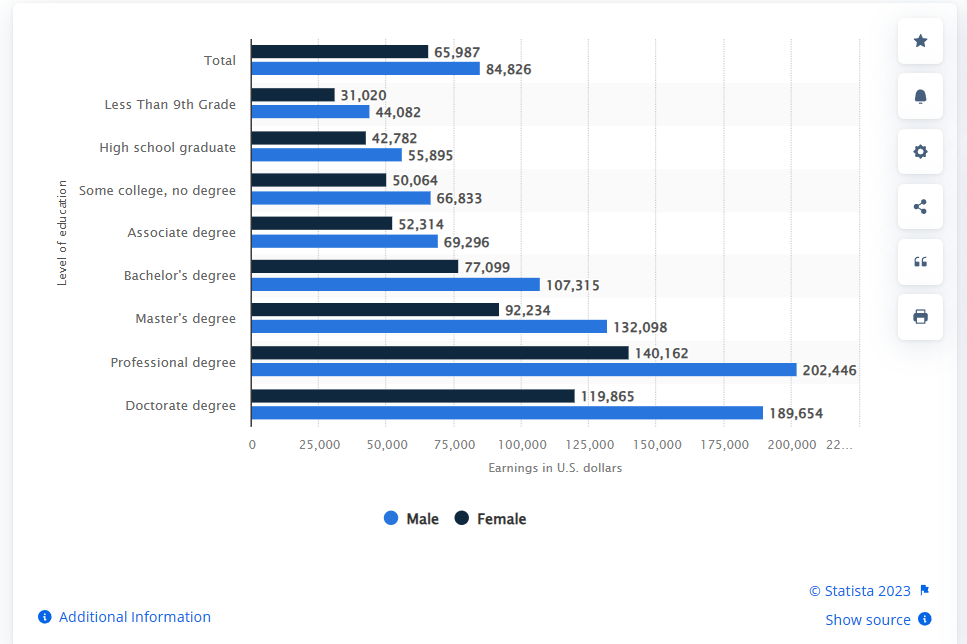 Total
65,987
84,826
Less Than 9th Grade
31,020
44,082
High school graduate
42,782
55,895
Some college, no degree
50,064
66,833
Associate degree
52,314
69,296
Bachelor's degree
77,099
107,315
Master's degree
92,234
132,098
Professional degree
140,162
202,446
Doctorate degree
119,865
189,654
Level of education
0 25,000 50,000 75,000 100,000 125,000 150,000 175,000 200,000 22...
Earnings in U.S. dollars
Male Female
© Statista 2023
Additional Information
Show source